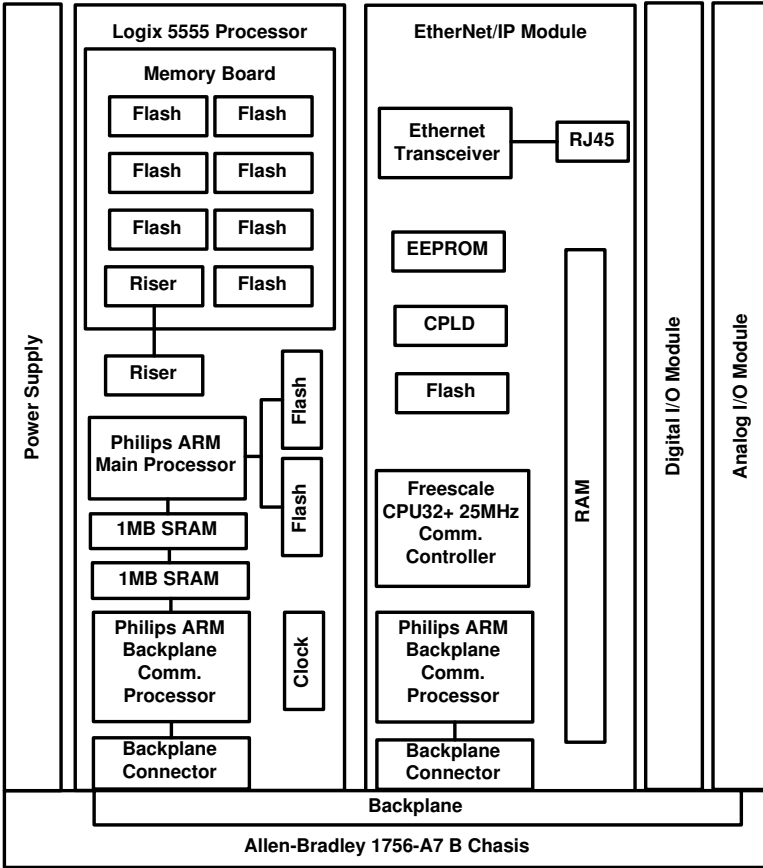 Power Supply
Logix 5555 Processor
Memory Board
Flash
Flash
Flash
Flash
Flash
Flash
Riser
Flash
Riser
Flash
Flash
Philips ARM
Main Processor
1MB SRAM
1MB SRAM
Philips ARM
Backplane
Comm.
Processor
Clock
Backplane
Connector
EtherNet/IP Module
Ethernet
Transceiver
RJ45
EEPROM
CPLD
Flash
Freescale
CPU32+ 25MHz
Comm.
Controller
RAM
Philips ARM
Backplane
Comm.
Processor
Backplane
Connector
Digital I/O Module
Analog I/O Module
Backplane
Allen-Bradley 1756-A7 B Chasis